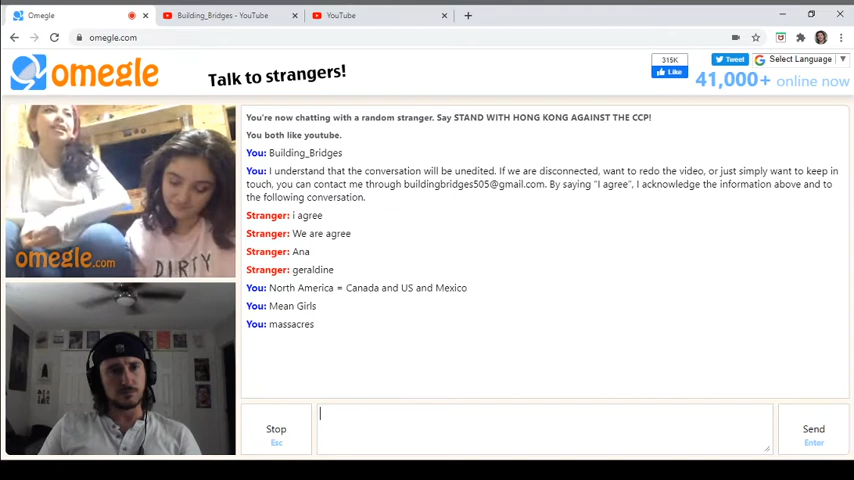 Omegle
Building_Bridges - YouTube
YouTube
omegle.com
omegle
Talk to strangers!
315K
Like
Tweet
Select Language
41,000+ online now
You're now chatting with a random stranger. Say STAND WITH HONG KONG AGAINST THE CCP!
You both like youtube.
You: Building_Bridges
You: I understand that the conversation will be unedited. If we are disconnected, want to redo the video, or just simply want to keep in
touch, you can contact me through buildingbridges505@gmail.com. By saying "I agree", I acknowledge the information above and to
the following conversation.
Stranger: i agree
Stranger: We are agree
Stranger: Ana
Stranger: geraldine
You: North America = Canada and US and Mexico
You: Mean Girls
You: massacres
DIRTY
omegle.com
Stop
Esc
Send
Enter